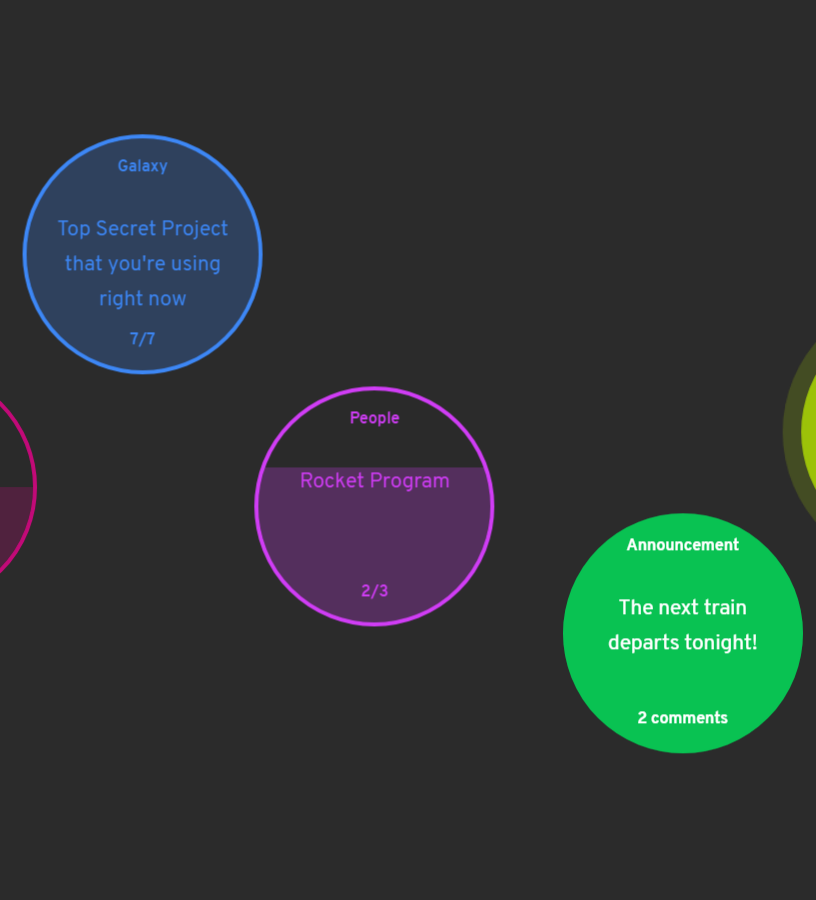 Galaxy
Top Secret Project
that you're using
right now
7/7
People
Rocket Program
2/3
Announcement
The next train
departs tonight!
2 comments